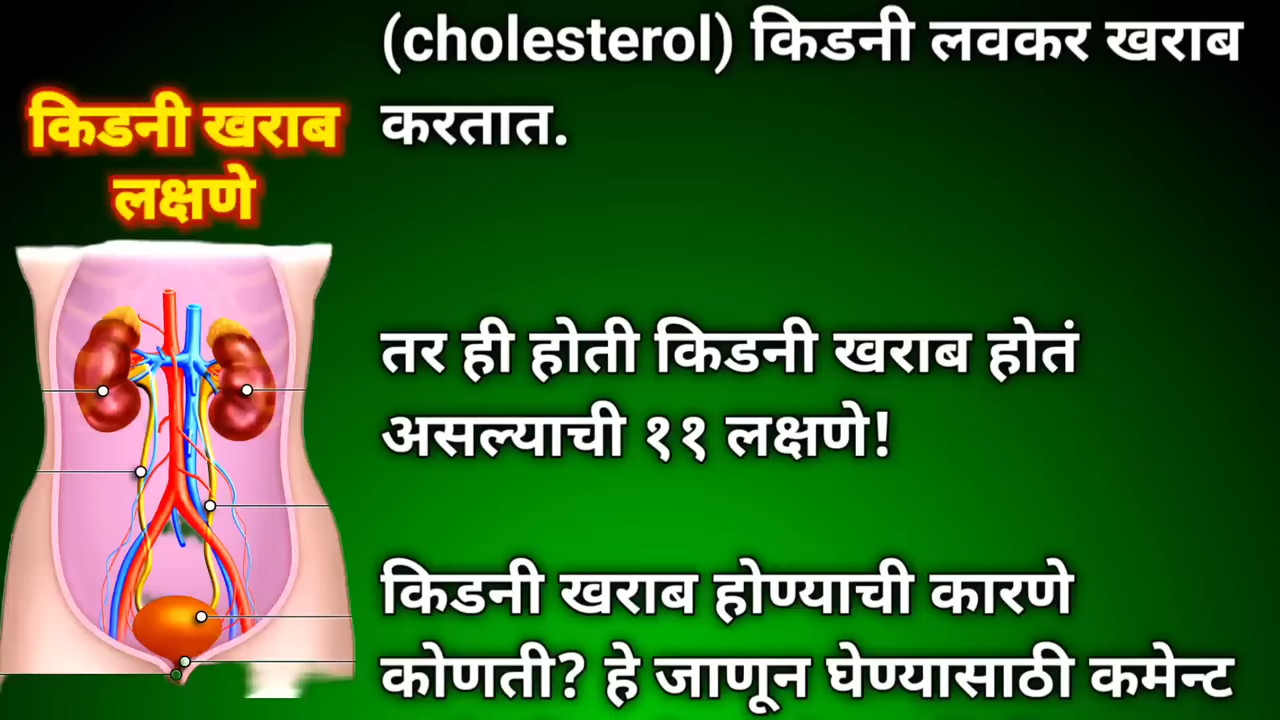 किडनी खराब
लक्षणे
(cholesterol) किडनी लवकर खराब
करतात.
तर ही होती किडनी खराब होतं
असल्याची ११ लक्षणे!
किडनी खराब होण्याची कारणे
कोणती? हे जाणून घेण्यासाठी कमेन्ट